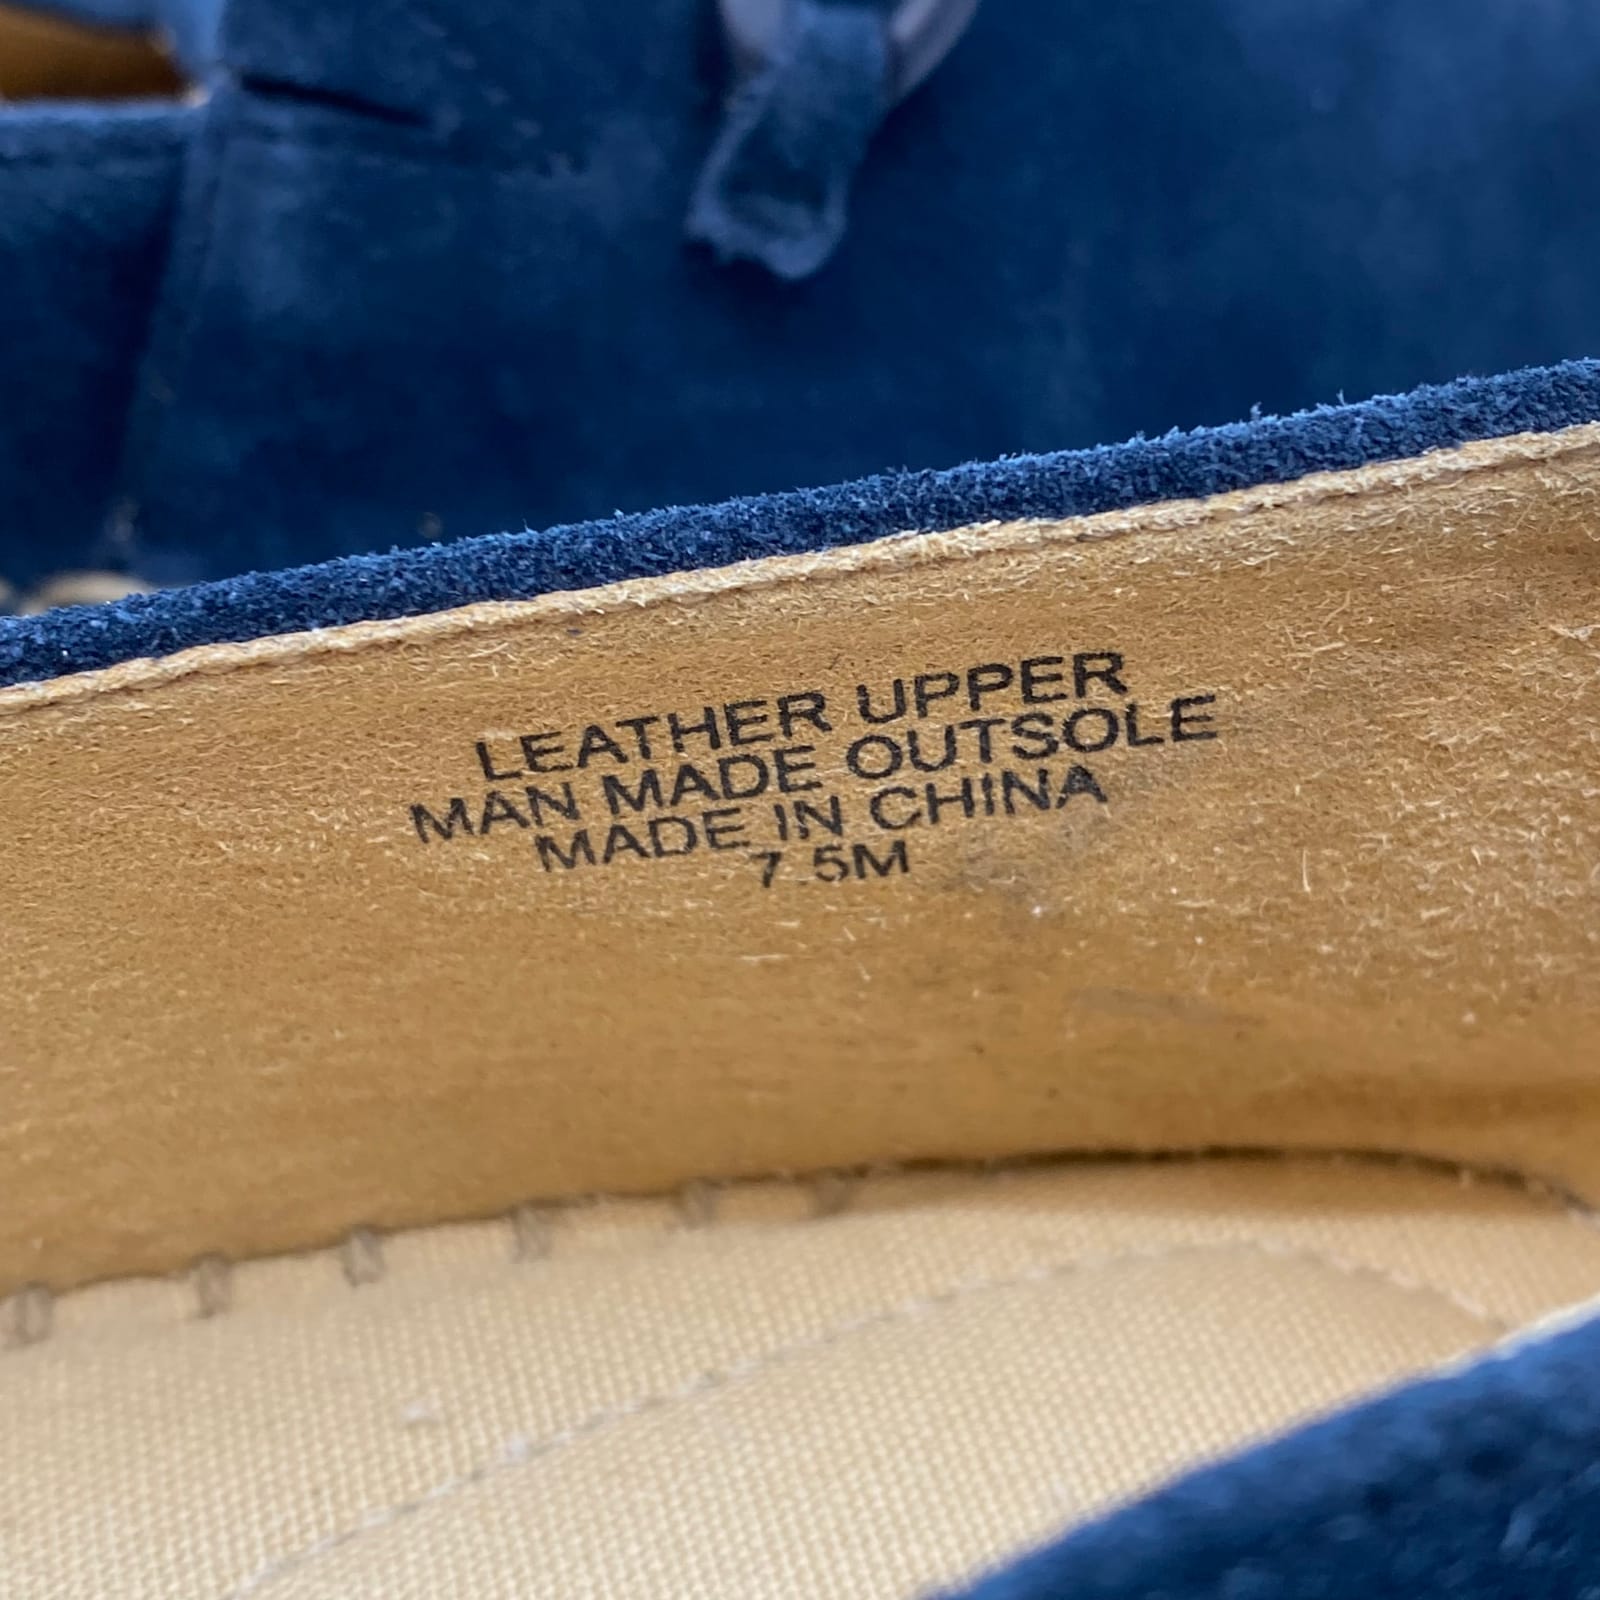 LEATHER UPPER
MAN MADE OUTSOLE
MADE IN CHINA
7.5M